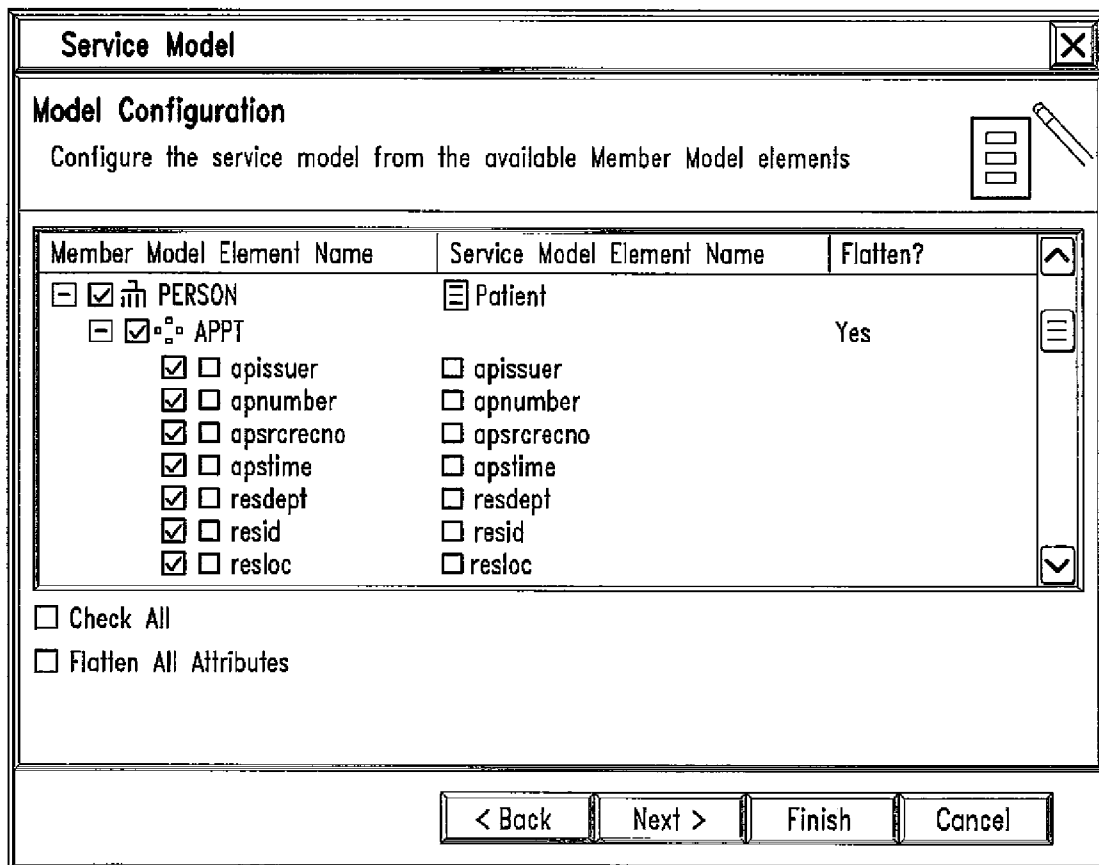 Service Model
Model Configuration
Configure the service model from the available Member Model elements
Member Model Element Name Service Model Element Name Flatten?
PERSON Patient
APPT Yes
apissuer apissuer
apnumber apnumber
apsrcrecno apsrcrecno
apstime apstime
resdept resdept
resid resid
resloc resloc
Check All
Flatten All Attributes
< Back Next > Finish Cancel